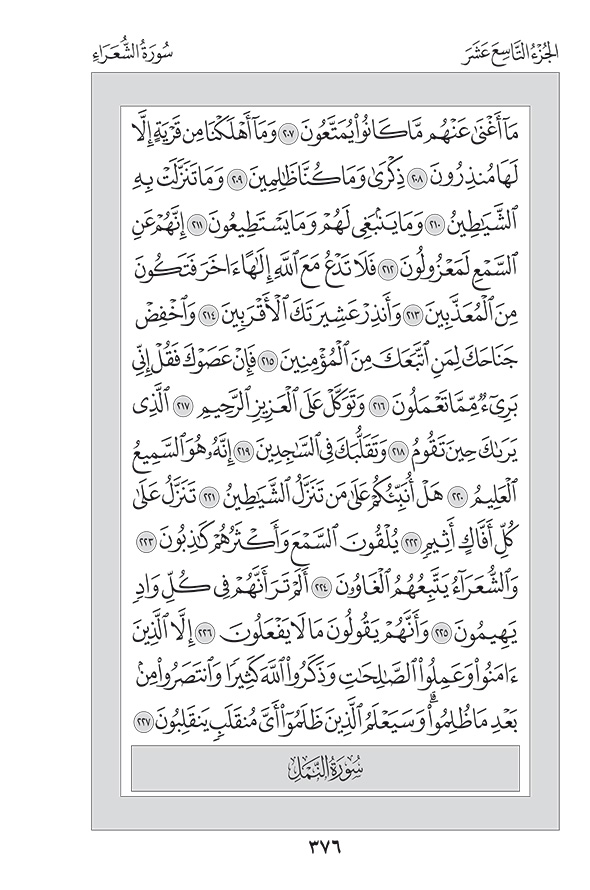 الجُزْءُ التَّاسِعَ عَشَرَ سُورَةُ الشُّعَرَاءِ
مَآ أَغْنَىٰ عَنْهُم مَّا كَانُوا۟ يُمَتَّعُونَ ٢٠٧ وَمَآ أَهْلَكْنَا مِن قَرْيَةٍ إِلَّا
لَهَا مُنذِرُونَ ٢٠٨ ذِكْرَىٰ وَمَا كُنَّا ظَـٰلِمِينَ ٢٠٩ وَمَا تَنَزَّلَتْ بِهِ
ٱلشَّيَـٰطِينُ ٢١٠ وَمَا يَنۢبَغِى لَهُمْ وَمَا يَسْتَطِيعُونَ ٢١١ إِنَّهُمْ عَنِ
ٱلسَّمْعِ لَمَعْزُولُونَ ٢١٢ فَلَا تَدْعُ مَعَ ٱللَّهِ إِلَـٰهًا ءَاخَرَ فَتَكُونَ
مِنَ ٱلْمُعَذَّبِينَ ٢١٣ وَأَنذِرْ عَشِيرَتَكَ ٱلْأَقْرَبِينَ ٢١٤ وَٱخْفِضْ
جَنَاحَكَ لِمَنِ ٱتَّبَعَكَ مِنَ ٱلْمُؤْمِنِينَ ٢١٥ فَإِنْ عَصَوْكَ فَقُلْ إِنِّى
بَرِىٓءٌ مِّمَّا تَعْمَلُونَ ٢١٦ وَتَوَكَّلْ عَلَى ٱلْعَزِيزِ ٱلرَّحِيمِ ٢١٧ ٱلَّذِى
يَرَىٰكَ حِينَ تَقُومُ ٢١٨ وَتَقَلُّبَكَ فِى ٱلسَّـٰجِدِينَ ٢١٩ إِنَّهُۥ هُوَ ٱلسَّمِيعُ
ٱلْعَلِيمُ ٢٢٠ هَلْ أُنَبِّئُكُمْ عَلَىٰ مَن تَنَزَّلُ ٱلشَّيَـٰطِينُ ٢٢١ تَنَزَّلُ عَلَىٰ
كُلِّ أَفَّاكٍ أَثِيمٍ ٢٢٢ يُلْقُونَ ٱلسَّمْعَ وَأَكْثَرُهُمْ كَـٰذِبُونَ ٢٢٣
وَٱلشُّعَرَآءُ يَتَّبِعُهُمُ ٱلْغَاوُۥنَ ٢٢٤ أَلَمْ تَرَ أَنَّهُمْ فِى كُلِّ وَادٍ
يَهِيمُونَ ٢٢٥ وَأَنَّهُمْ يَقُولُونَ مَا لَا يَفْعَلُونَ ٢٢٦ إِلَّا ٱلَّذِينَ
ءَامَنُوا۟ وَعَمِلُوا۟ ٱلصَّـٰلِحَـٰتِ وَذَكَرُوا۟ ٱللَّهَ كَثِيرًا وَٱنتَصَرُوا۟ مِنۢ
بَعْدِ مَا ظُلِمُوا۟ ۗ وَسَيَعْلَمُ ٱلَّذِينَ ظَلَمُوٓا۟ أَىَّ مُنقَلَبٍ يَنقَلِبُونَ ٢٢٧
سُورَةُ النَّمْلِ
٣٧٦